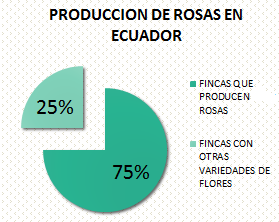 PRODUCCION DE ROSAS EN
ECUADOR
25%
75%
FINCAS QUE
PRODUCEN
ROSAS
FINCAS CON
OTRAS
VARIEDADES DE
FLORES